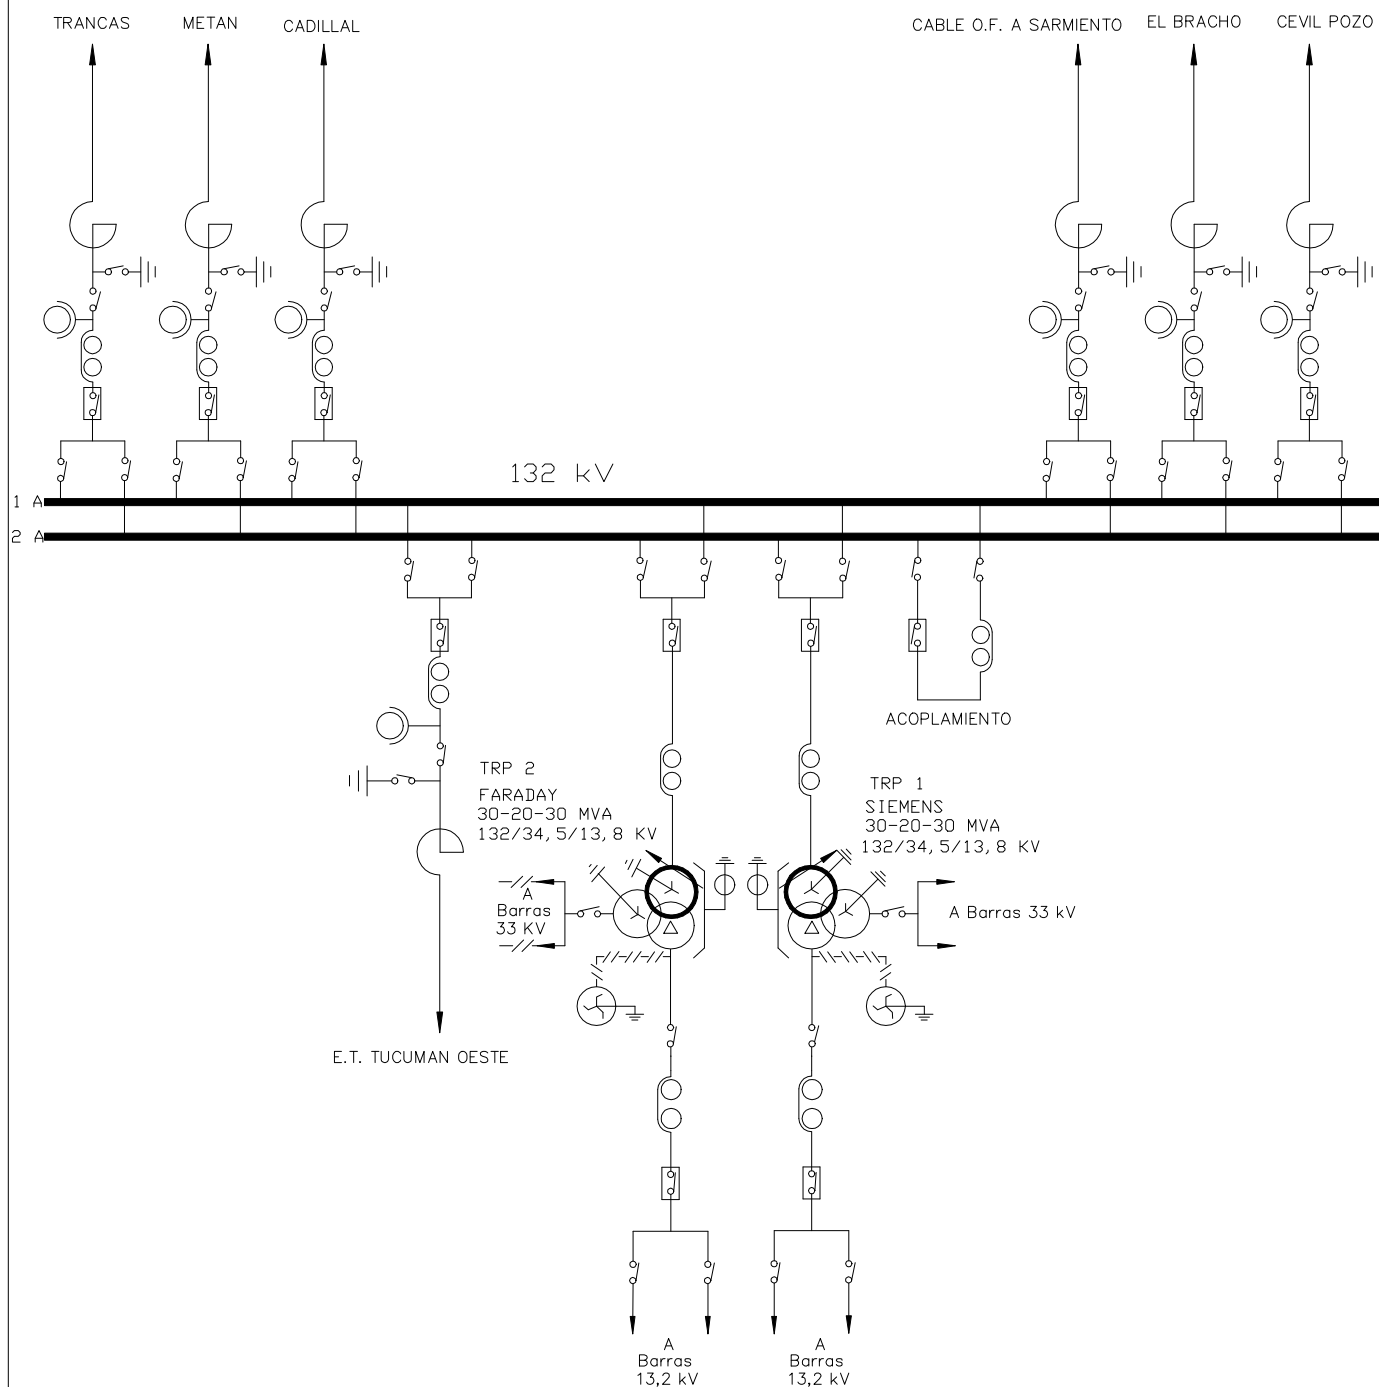 TRANCAS
METAN
CADILLAL
CABLE O.F. A SARMIENTO
EL BRACHO
CEVIL POZO
132 kV
1 A
2 A
ACOPLAMIENTO
TRP 2
FARADAY
30-20-30 MVA
132/34,5/13,8 KV
TRP 1
SIEMENS
30-20-30 MVA
132/34,5/13,8 KV
A
Barras
33 KV
A Barras 33 kV
E.T. TUCUMAN OESTE
A
Barras
13,2 kV
A
Barras
13,2 kV